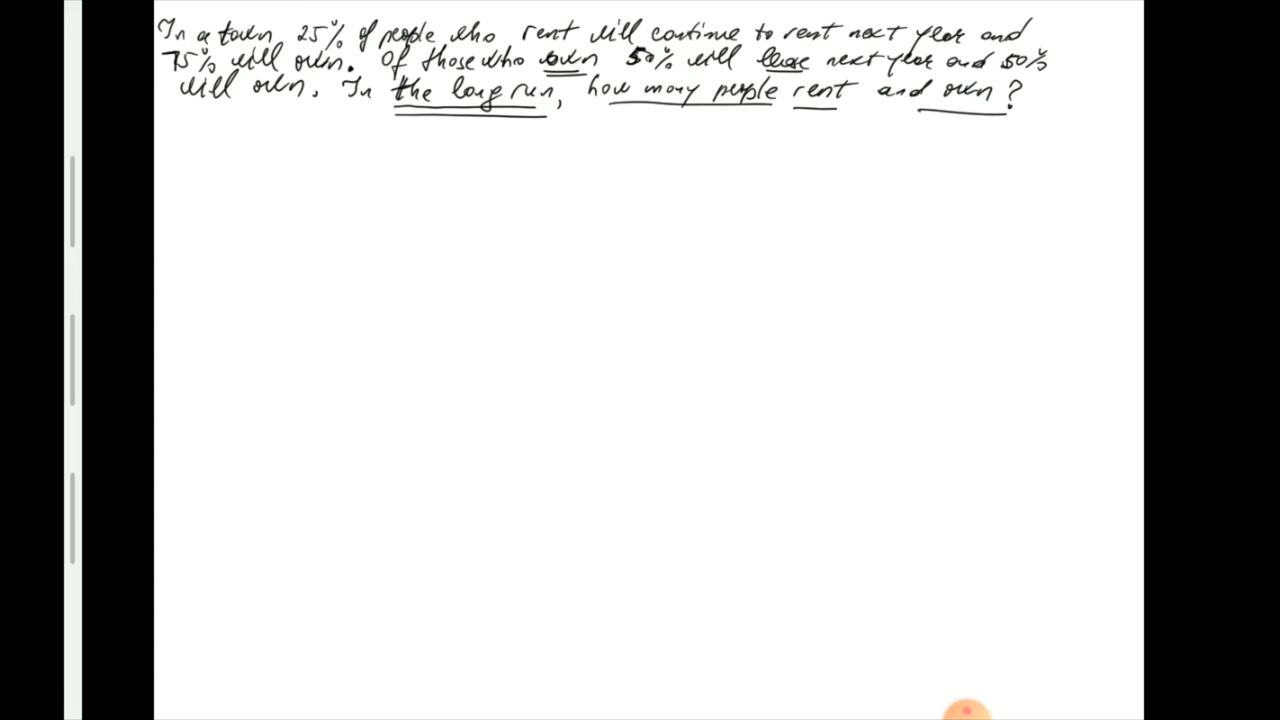 In a town 25% of people who rent will continue to rent next year and
75% will own. Of those who own 50% will lease next year and 50%
will own. In the long run, how many people rent and own?